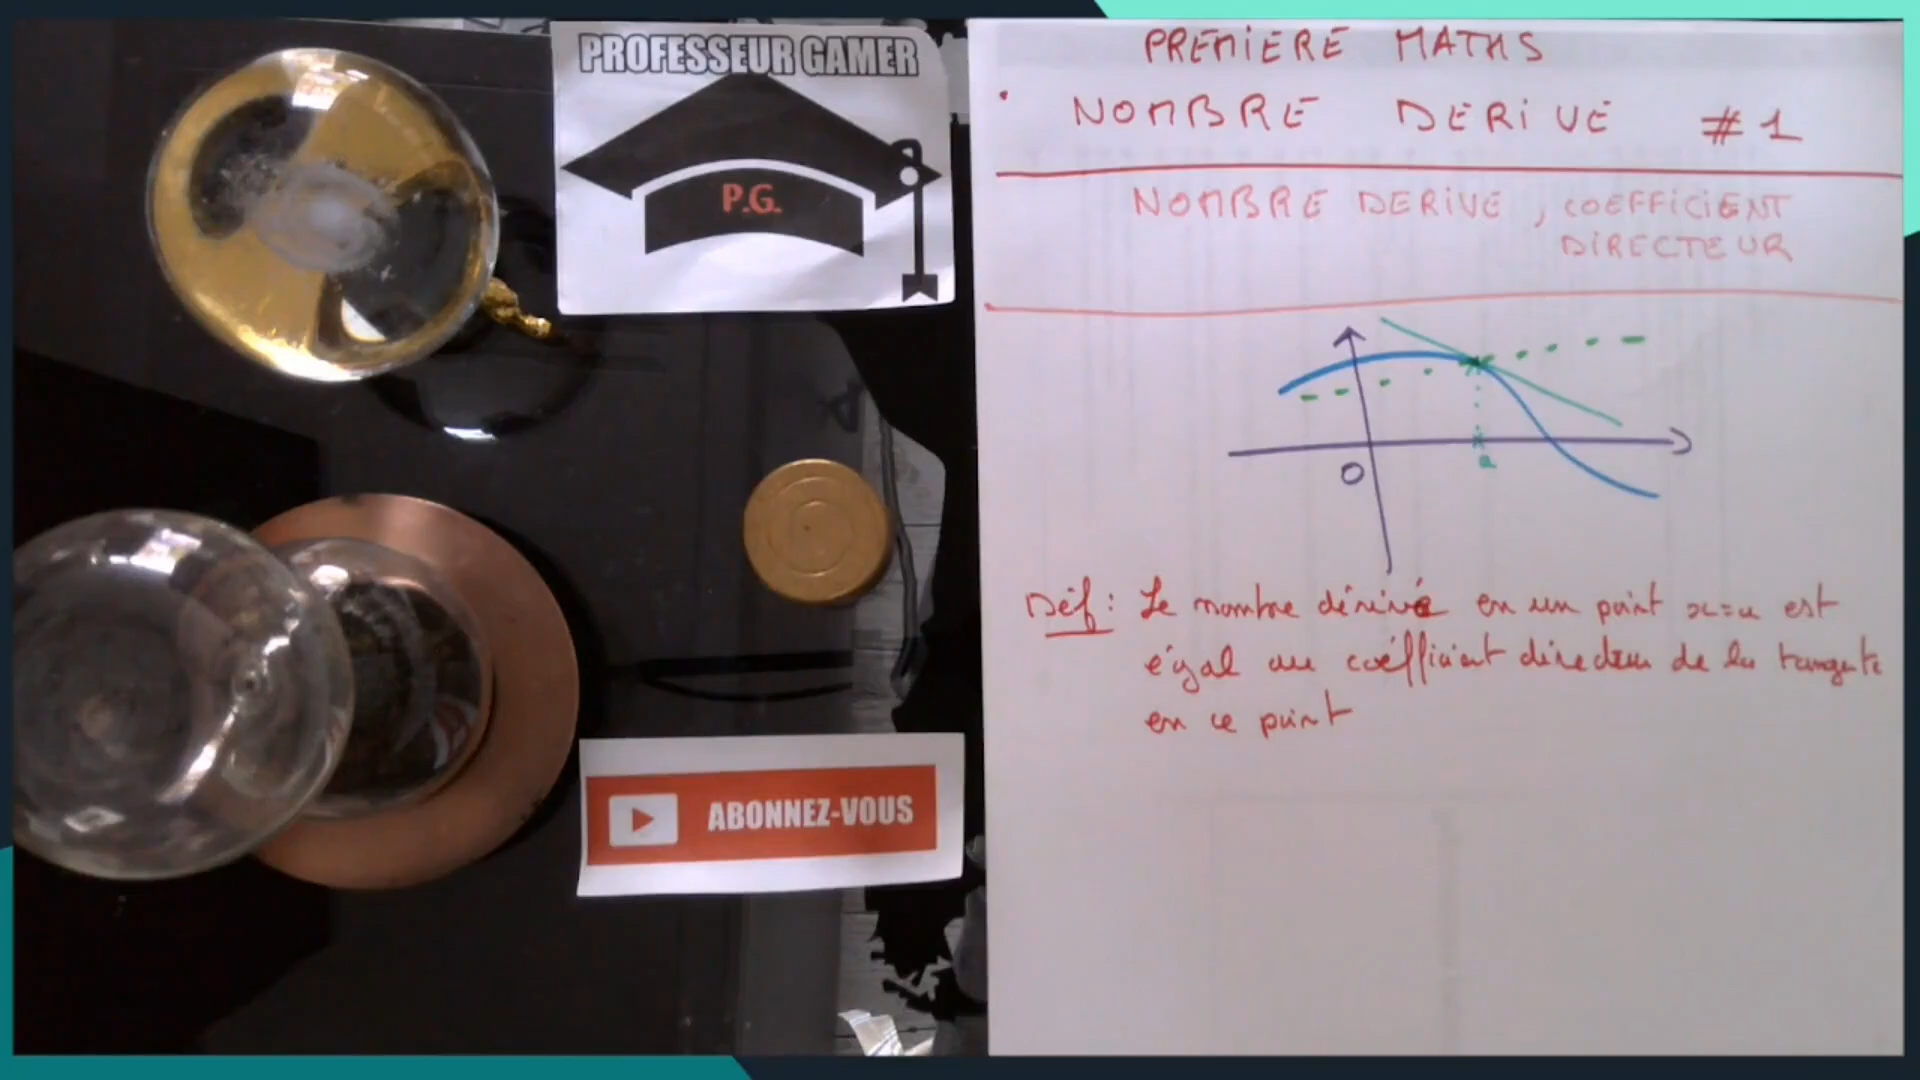 PROFESSEUR GAMER
P.G.
ABONNEZ-VOUS
PREMIERE MATHS
NOMBRE DERIVE #1
NOMBRE DERIVE, COEFFICIENT
DIRECTEUR
O
a
Déf : Le nombre dérivé en un point x=a est
égal au coéfficient directeur de la tangente
en ce point